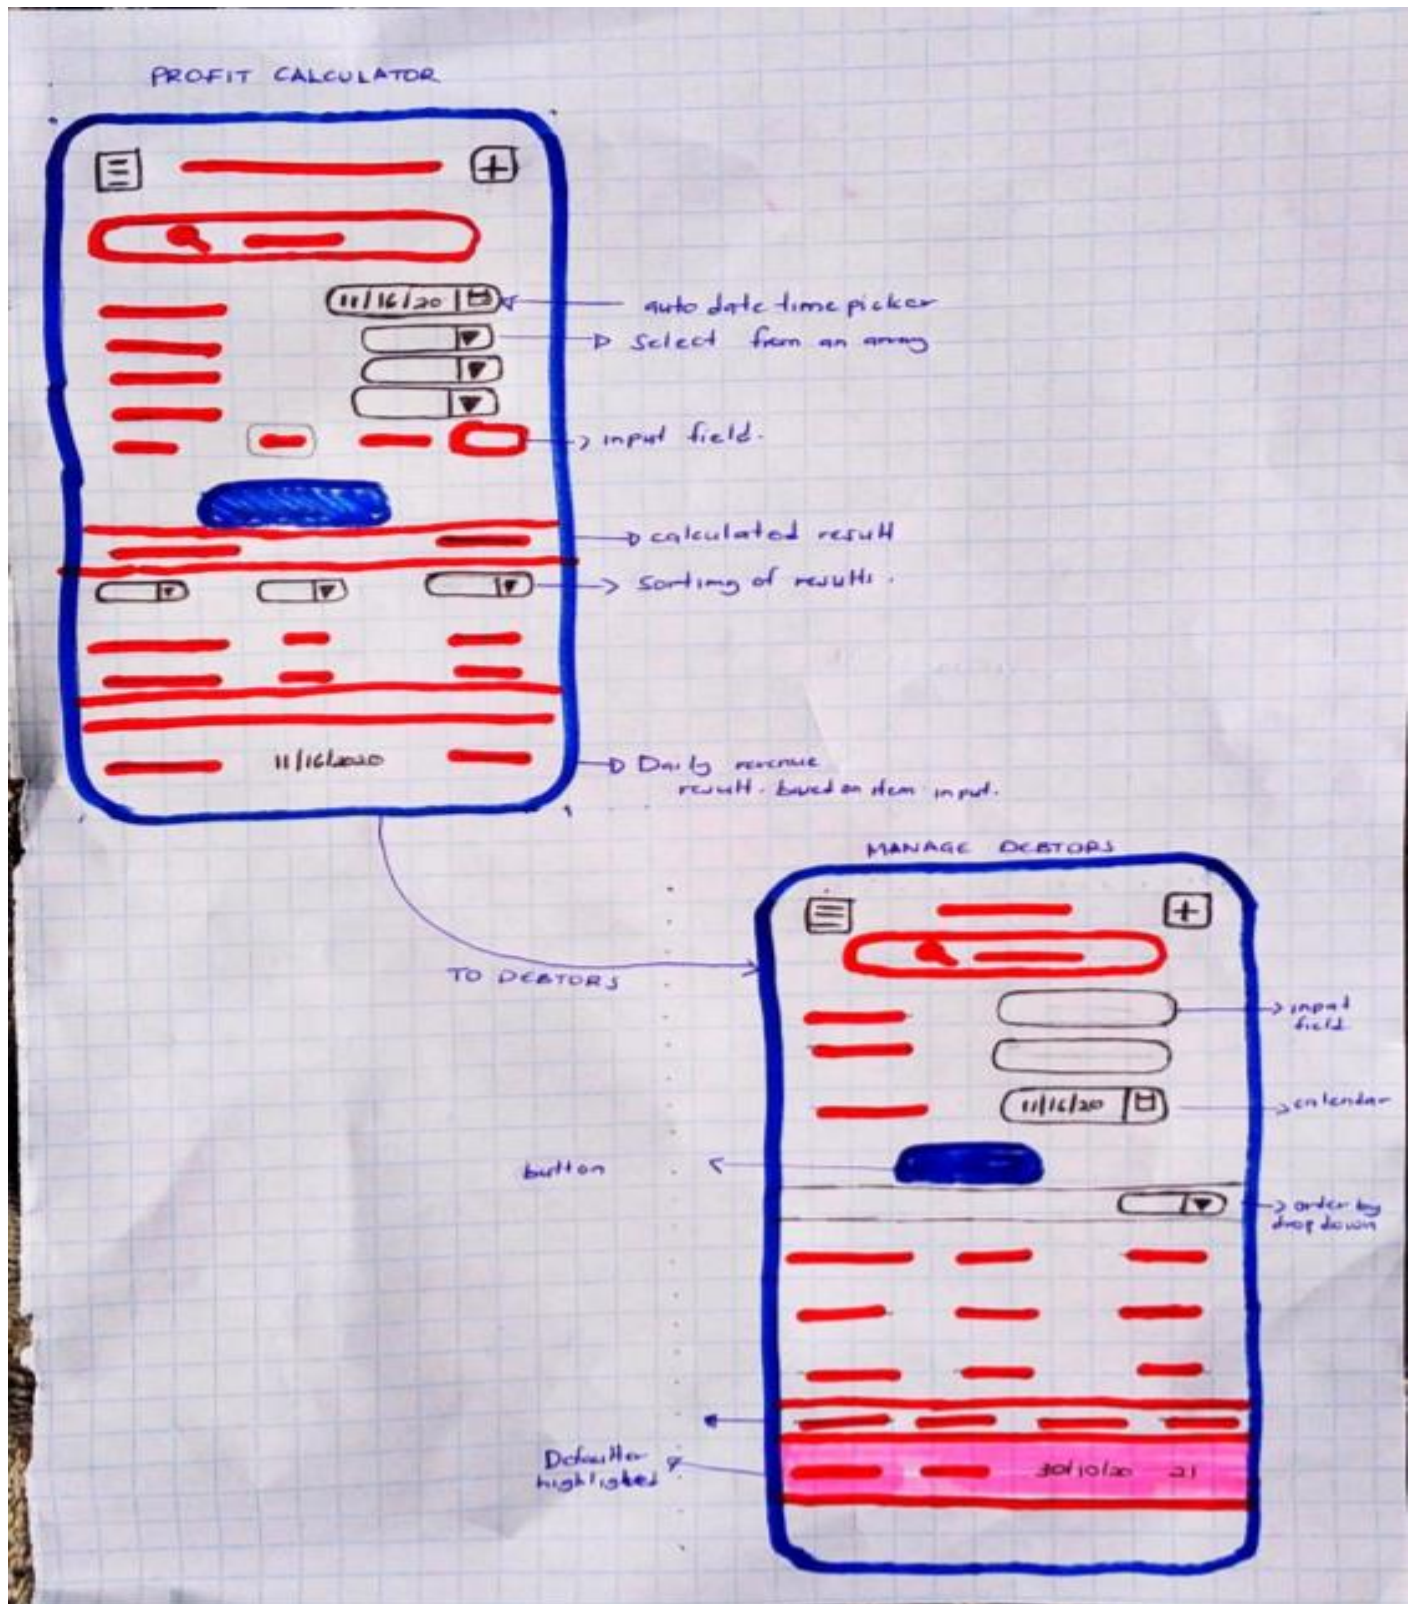 PROFIT CALCULATOR
11/16/20
auto date time picker
Select from an array
input field.
calculated result
Sorting of results.
11/16/2020
Daily revenue
result. based on item input.
MANAGE DEBTORS
TO DEBTORS
input
field
11/16/20
calendar
button
order by
drop down
Defaulter
highlighted
30/10/20 21